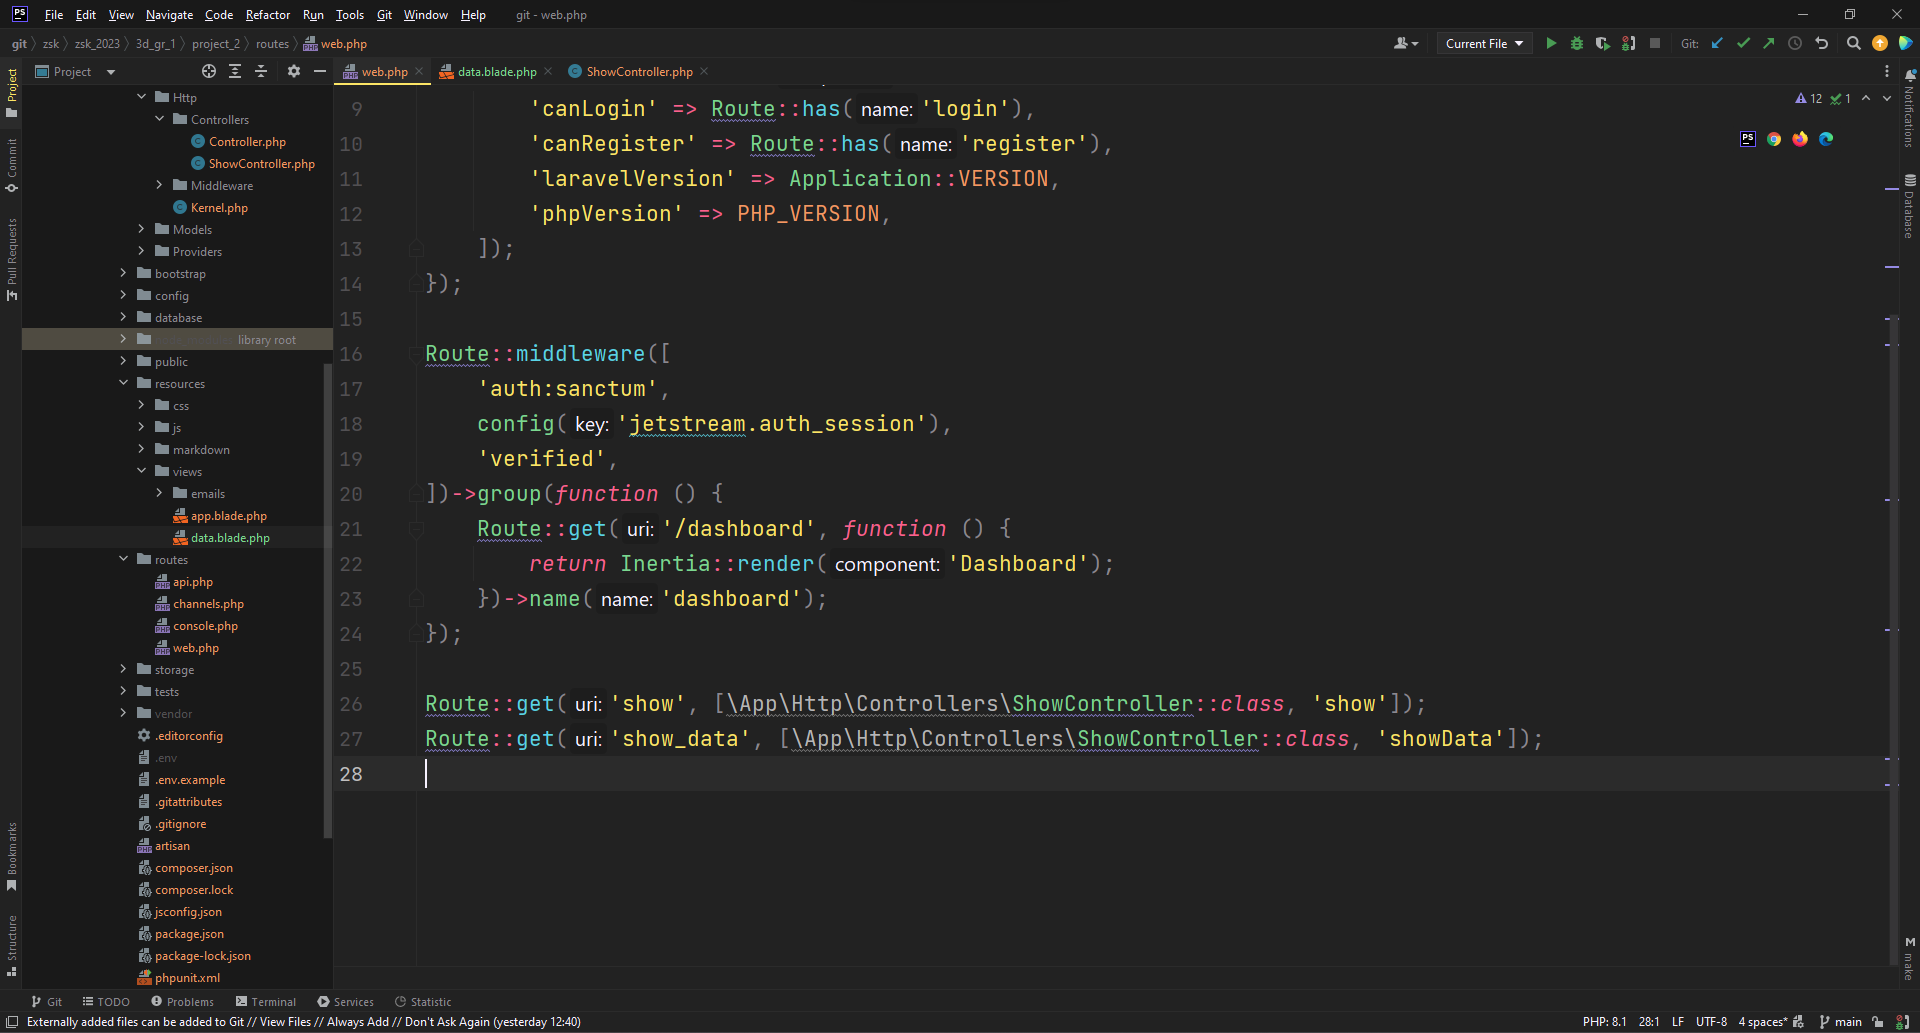 PS File Edit View Navigate Code Refactor Run Tools Git Window Help git - web.php
git zsk zsk_2023 3d_gr_1 project_2 routes web.php Current File Git:
Project web.php data.blade.php ShowController.php
Project
Commit
Pull Requests
Bookmarks
Structure
Http
Controllers
Controller.php
ShowController.php
Middleware
Kernel.php
Models
Providers
bootstrap
config
database
library root
public
resources
css
js
markdown
views
emails
app.blade.php
data.blade.php
routes
api.php
channels.php
console.php
web.php
storage
tests
vendor
.editorconfig
.env
.env.example
.gitattributes
.gitignore
artisan
composer.json
composer.lock
jsconfig.json
package.json
package-lock.json
phpunit.xml
12 1
9 'canLogin' => Route::has( name: 'login'),
10 'canRegister' => Route::has( name: 'register'),
11 'laravelVersion' => Application::VERSION,
12 'phpVersion' => PHP_VERSION,
13 ]);
14 });
15
16 Route::middleware([
17 'auth:sanctum',
18 config( key: 'jetstream.auth_session'),
19 'verified',
20 ])->group(function () {
21 Route::get( uri: '/dashboard', function () {
22 return Inertia::render( component: 'Dashboard');
23 })->name( name: 'dashboard');
24 });
25
26 Route::get( uri: 'show', [\App\Http\Controllers\ShowController::class, 'show']);
27 Route::get( uri: 'show_data', [\App\Http\Controllers\ShowController::class, 'showData']);
28
PS
Notifications
Database
M make
Git TODO Problems Terminal Services Statistic
Externally added files can be added to Git // View Files // Always Add // Don't Ask Again (yesterday 12:40) PHP: 8.1 28:1 LF UTF-8 4 spaces* main